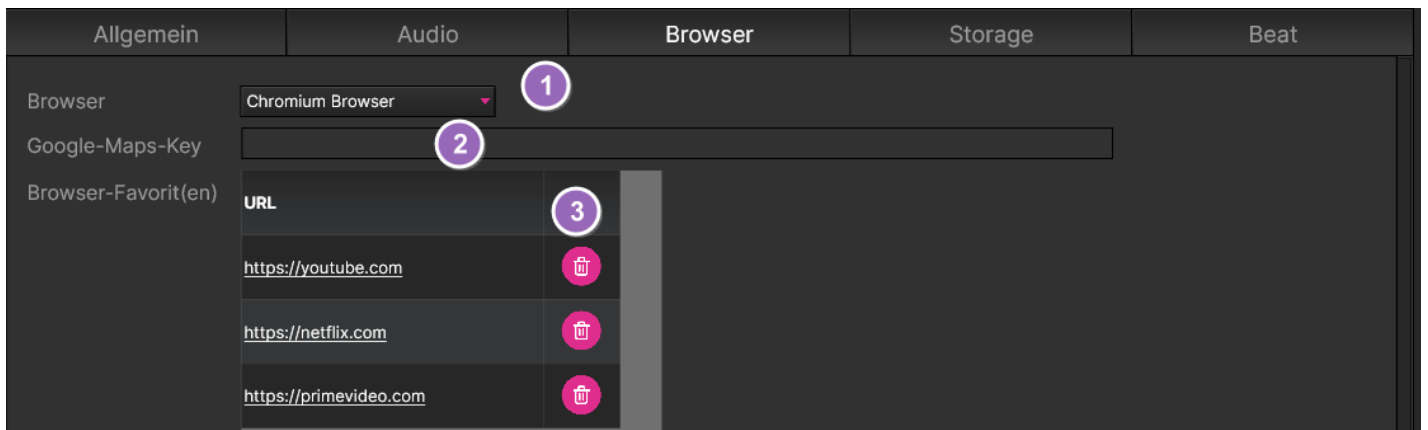 Allgemein Audio Browser Storage Beat
1
Browser Chromium Browser
2
Google-Maps-Key
Browser-Favorit(en) URL
3
https://youtube.com
https://netflix.com
https://primevideo.com